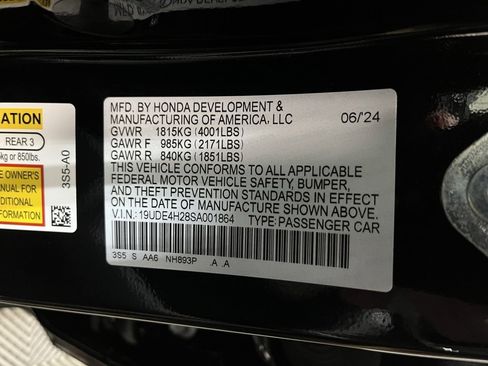 MFD. BY HONDA DEVELOPMENT &
MANUFACTURING OF AMERICA, LLC 06/24
GVWR 1815KG (4001LBS)
GAWR F 985KG (2171LBS)
GAWR R 840KG (1851LBS)
THIS VEHICLE CONFORMS TO ALL APPLICABLE
FEDERAL MOTOR VEHICLE SAFETY, BUMPER,
AND THEFT PREVENTION STANDARDS IN EFFECT
ON THE DATE OF MANUFACTURE SHOWN ABOVE.
V.I.N.: 19UDE4H28SA001864 TYPE: PASSENGER CAR
3S5 S AA6 NH893P A A
ATION
REAR 3
kg or 850lbs.
OWNER'S
MANUAL FOR
DDITIONAL
FORMATION
3S5-A0